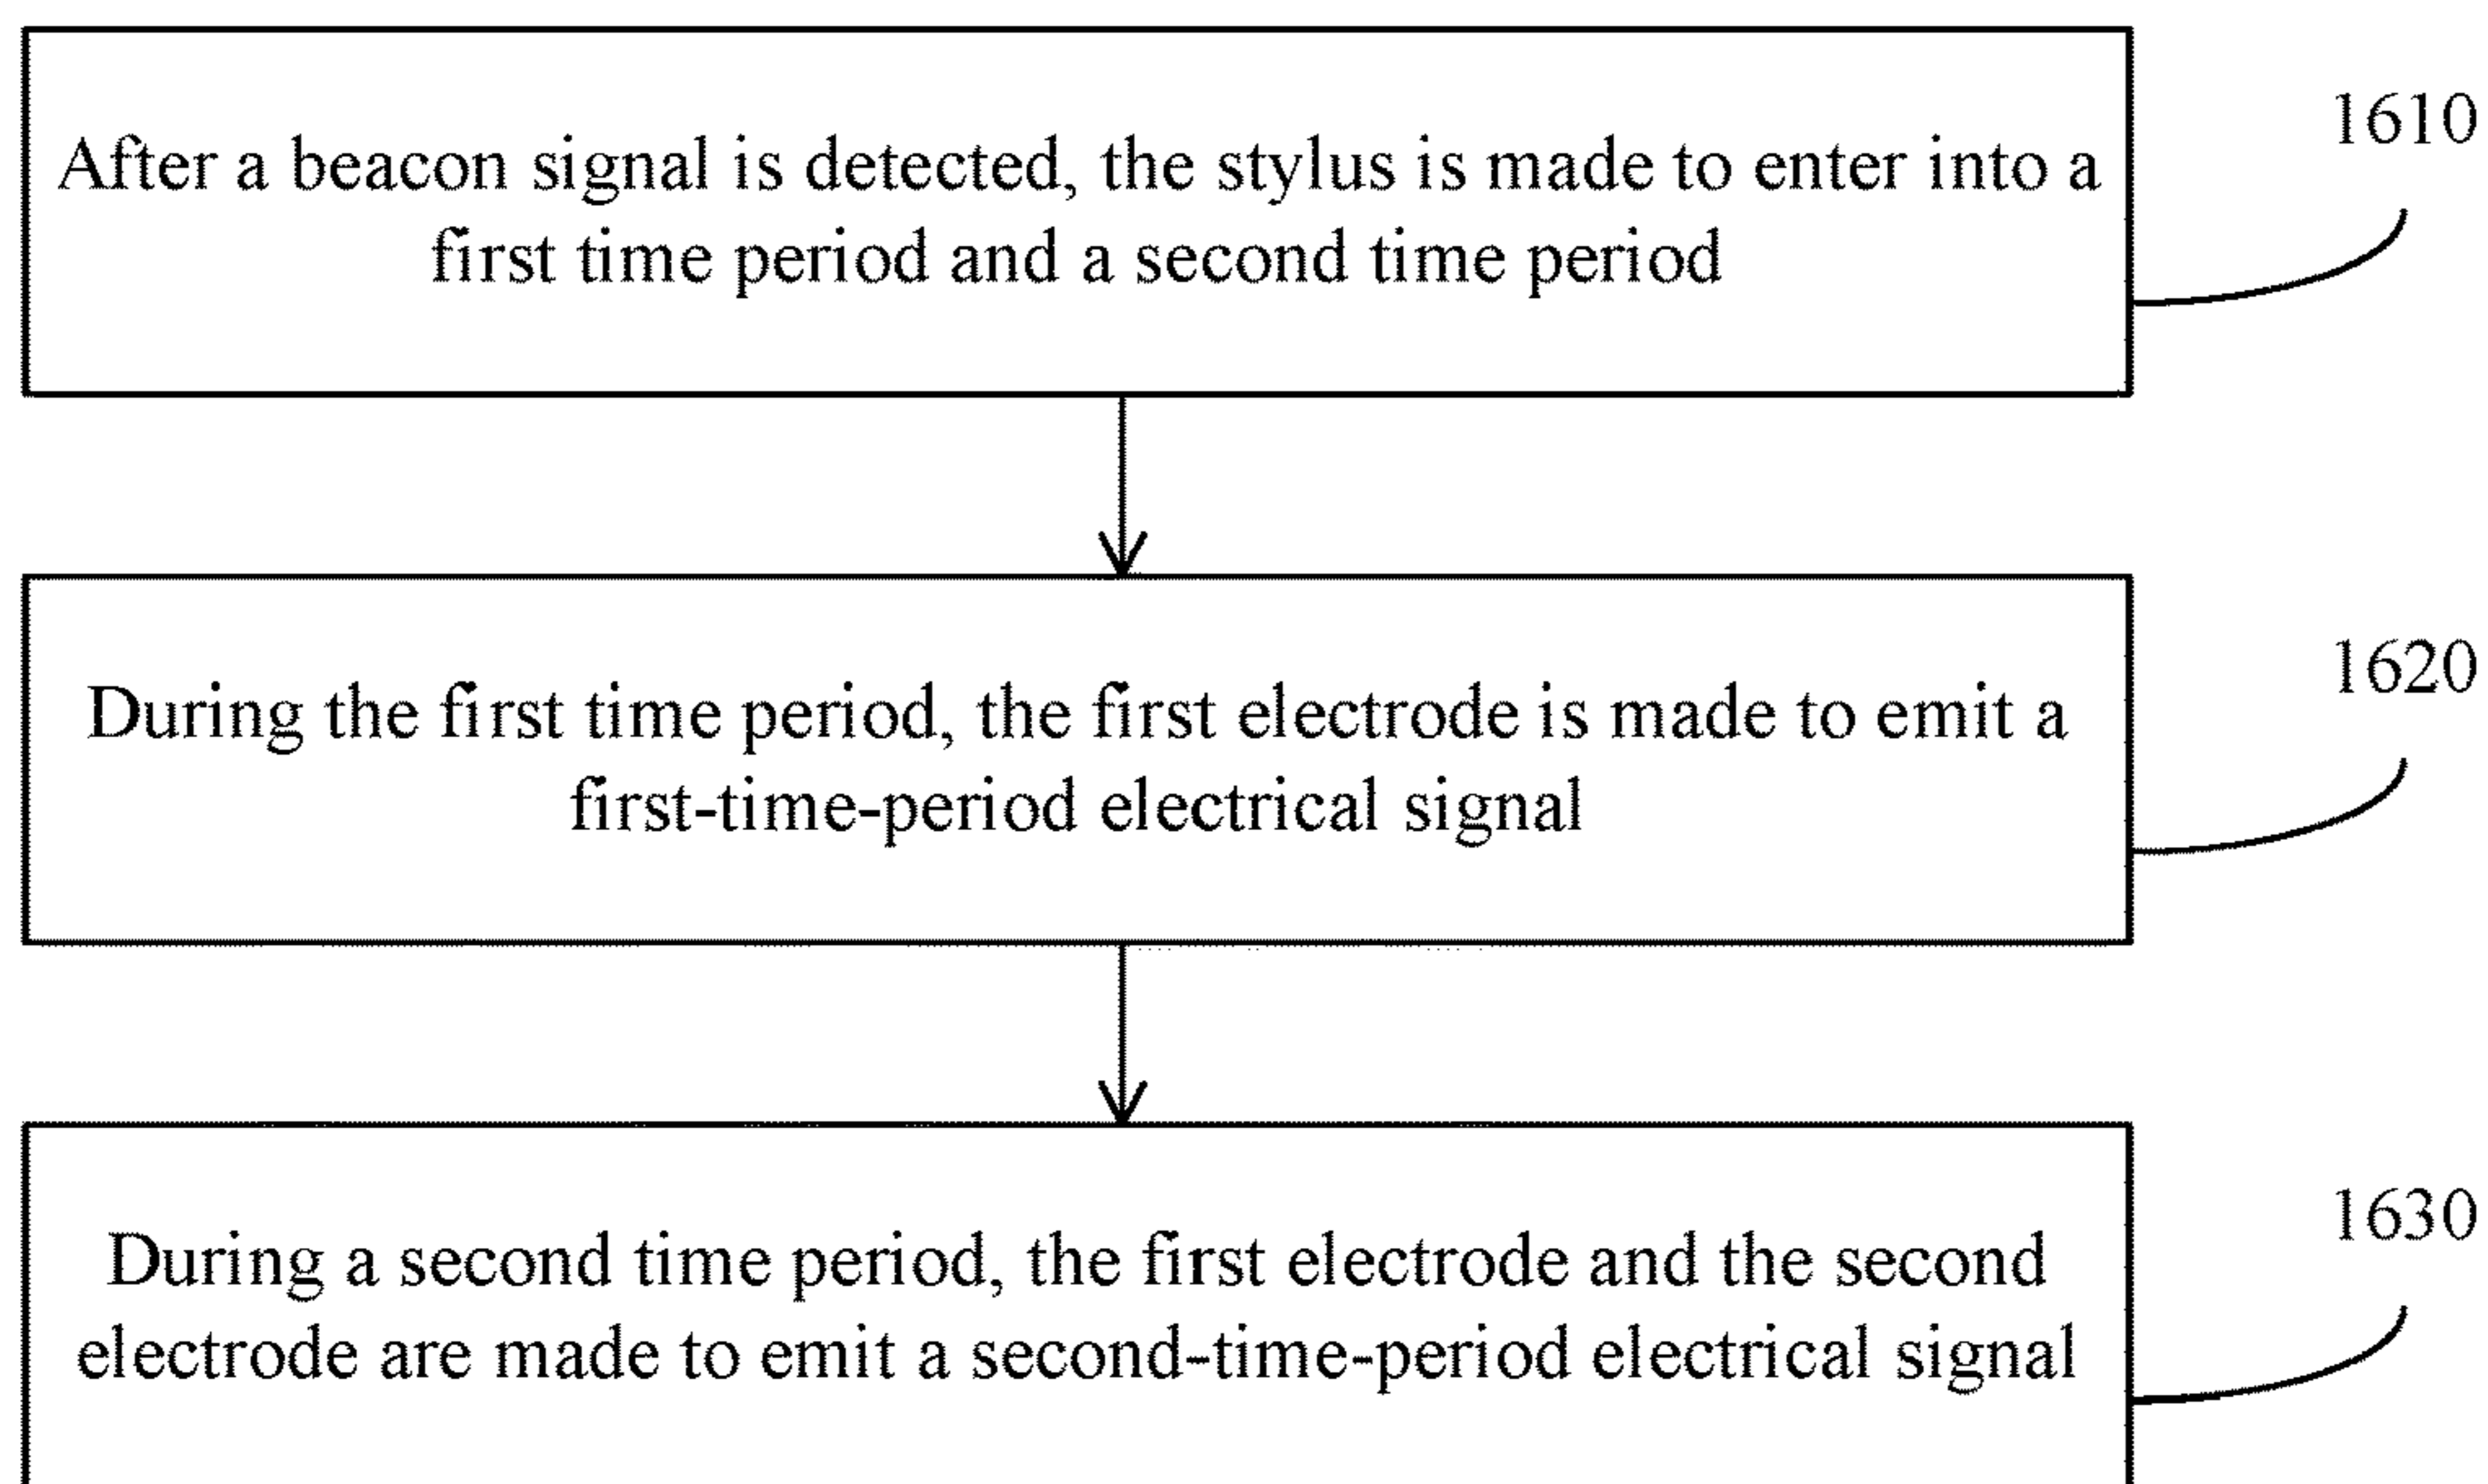 After a beacon signal is detected, the stylus is made to enter into a
first time period and a second time period
1610
During the first time period, the first electrode is made to emit a
first-time-period electrical signal
1620
During a second time period, the first electrode and the second
electrode are made to emit a second-time-period electrical signal
1630